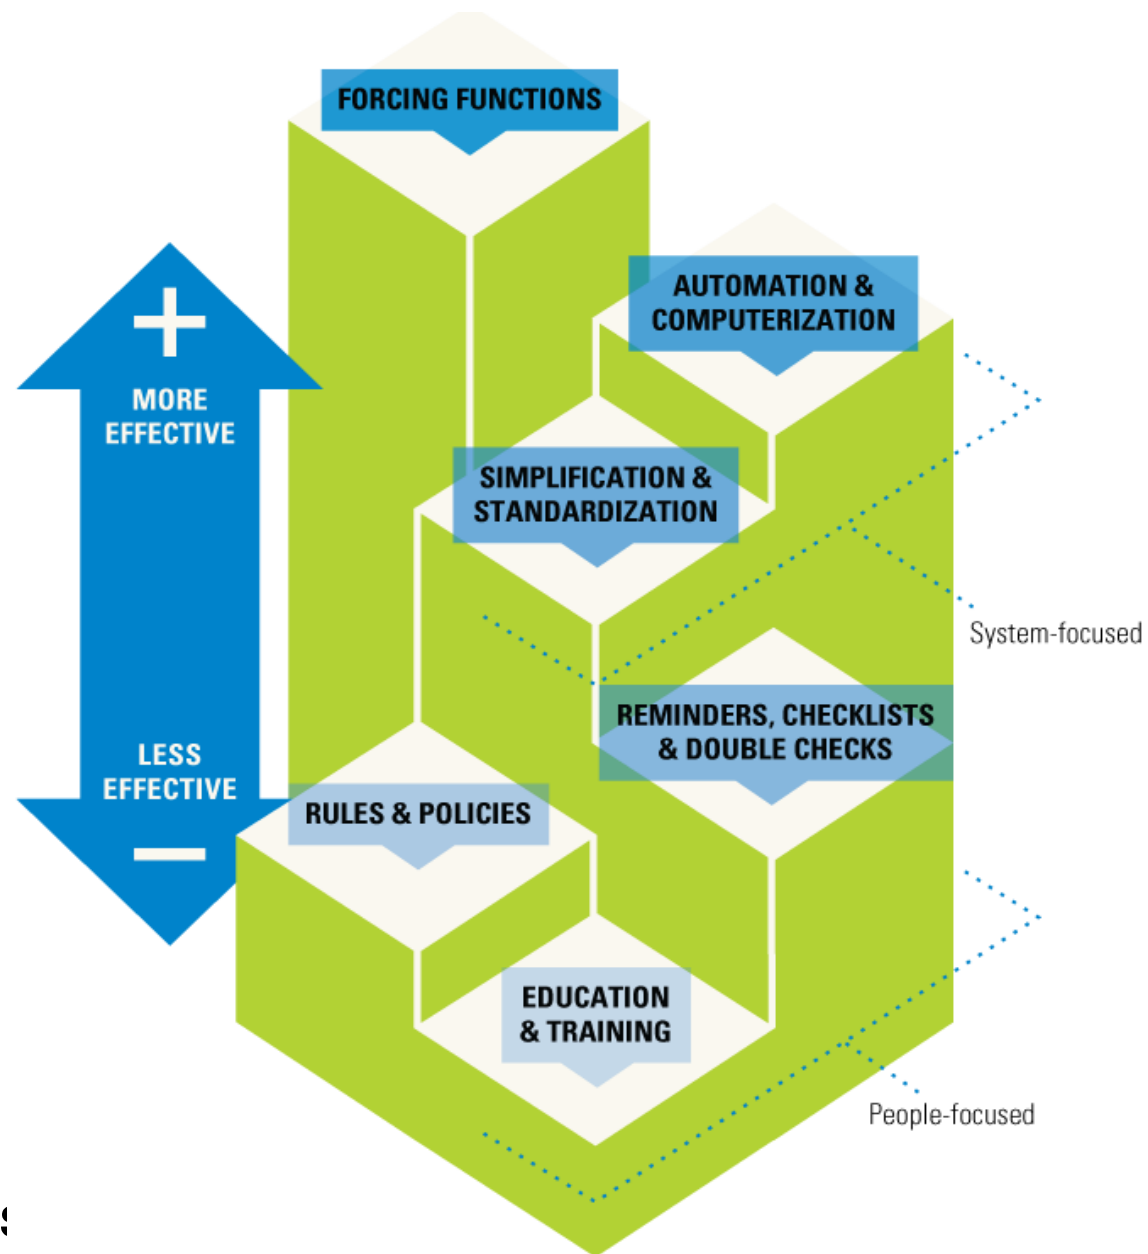 FORCING FUNCTIONS
AUTOMATION &
COMPUTERIZATION
+
MORE
EFFECTIVE
SIMPLIFICATION &
STANDARDIZATION
System-focused
REMINDERS, CHECKLISTS
& DOUBLE CHECKS
LESS
EFFECTIVE
RULES & POLICIES
−
EDUCATION
& TRAINING
People-focused